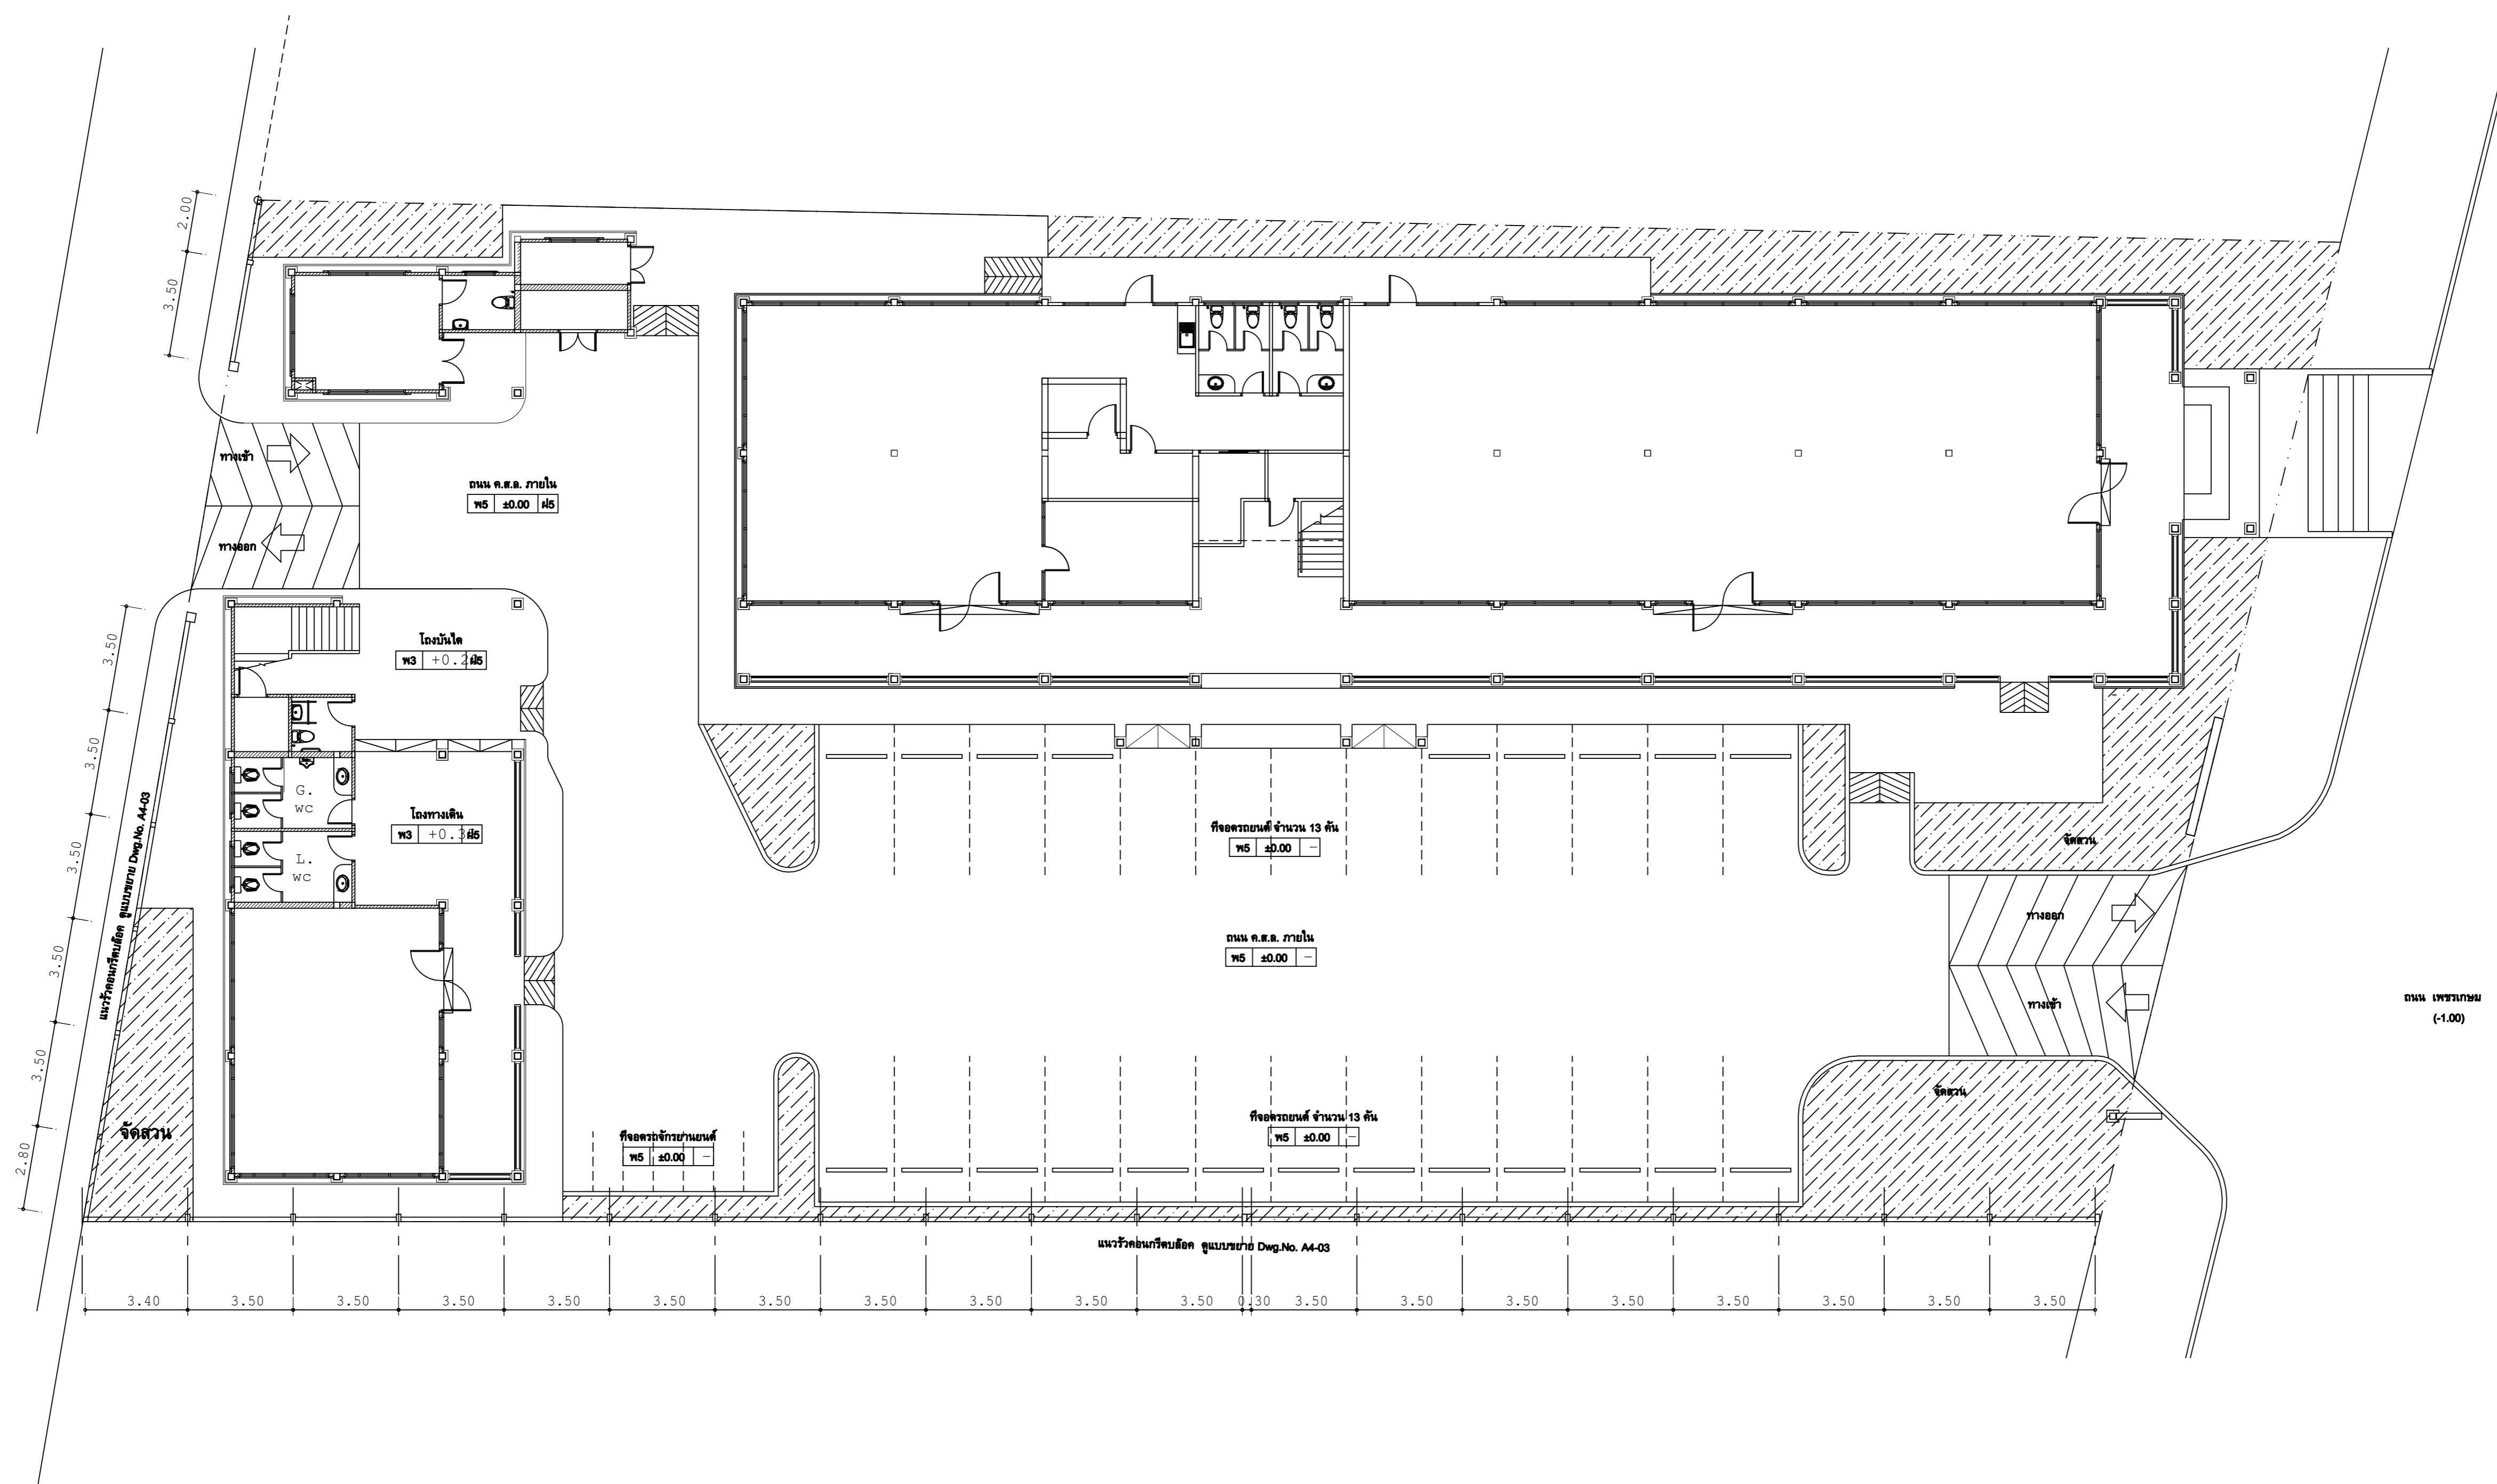 2.00
3.50
ทางเข้า
ถนน ค.ส.ล. ภายใน
พ5 ±0.00 ฝ5
ทางออก
3.50
โถงบันได
พ3 +0.2 ฝ5
3.50
G.
WC
โถงทางเดิน
พ3 +0.3 ฝ5
ที่จอดรถยนต์ จำนวน 13 คัน
พ5 ±0.00 –
จัดสวน
3.50
L.
WC
แนวรั้วคอนกรีตบล๊อค ดูแบบขยาย Dwg.No. A4-03
ทางออก
3.50
ถนน ค.ส.ล. ภายใน
พ5 ±0.00 –
ทางเข้า
ถนน เพชรเกษม
(-1.00)
3.50
จัดสวน
2.80
จัดสวน
ที่จอดรถจักรยานยนต์
พ5 ±0.00 –
ที่จอดรถยนต์ จำนวน 13 คัน
พ5 ±0.00 –
แนวรั้วคอนกรีตบล๊อค ดูแบบขยาย Dwg.No. A4-03
3.40 3.50 3.50 3.50 3.50 3.50 3.50 3.50 3.50 3.50 3.50 0.30 3.50 3.50 3.50 3.50 3.50 3.50 3.50 3.50